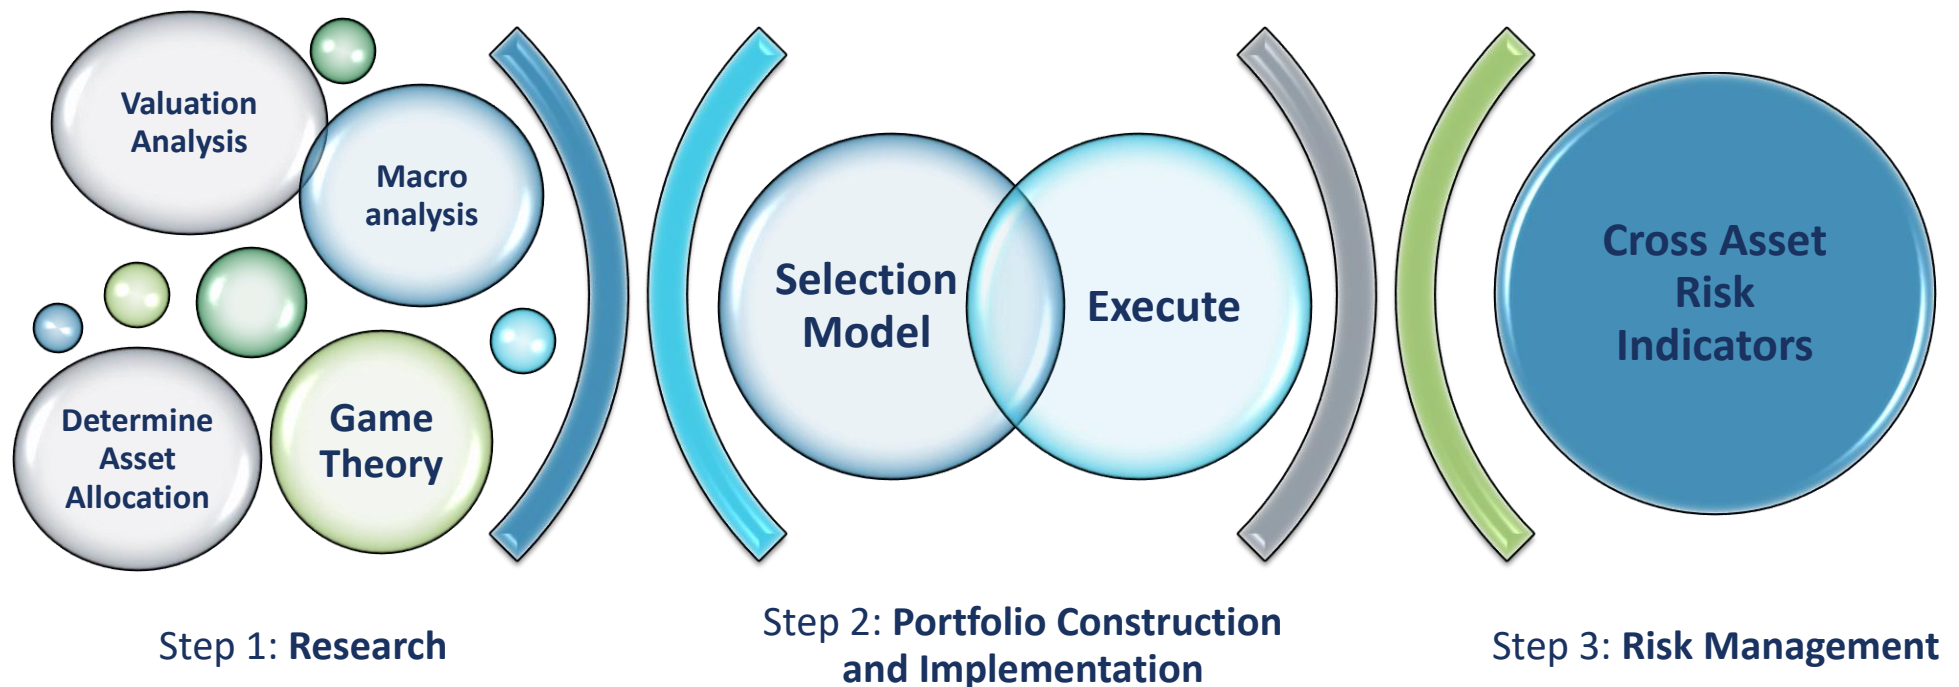 Valuation
Analysis
Macro
analysis
Determine
Asset
Allocation
Game
Theory
Selection
Model
Execute
Cross Asset
Risk
Indicators
Step 1: Research
Step 2: Portfolio Construction
and Implementation
Step 3: Risk Management